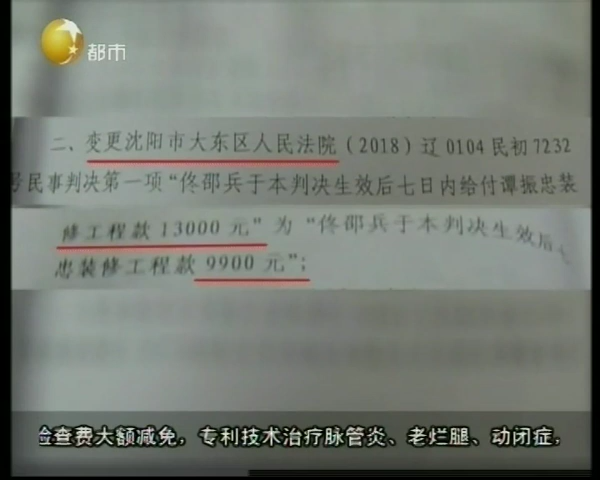 都市
二、变更沈阳市大东区人民法院（2018）辽0104民初7232
号民事判决第一项“佟邵兵于本判决生效后七日内给付谭振忠装
修工程款13000元”为“佟邵兵于本判决生效后七
忠装修工程款9900元”；
检查费大额减免，专利技术治疗脉管炎、老烂腿、动闭症，